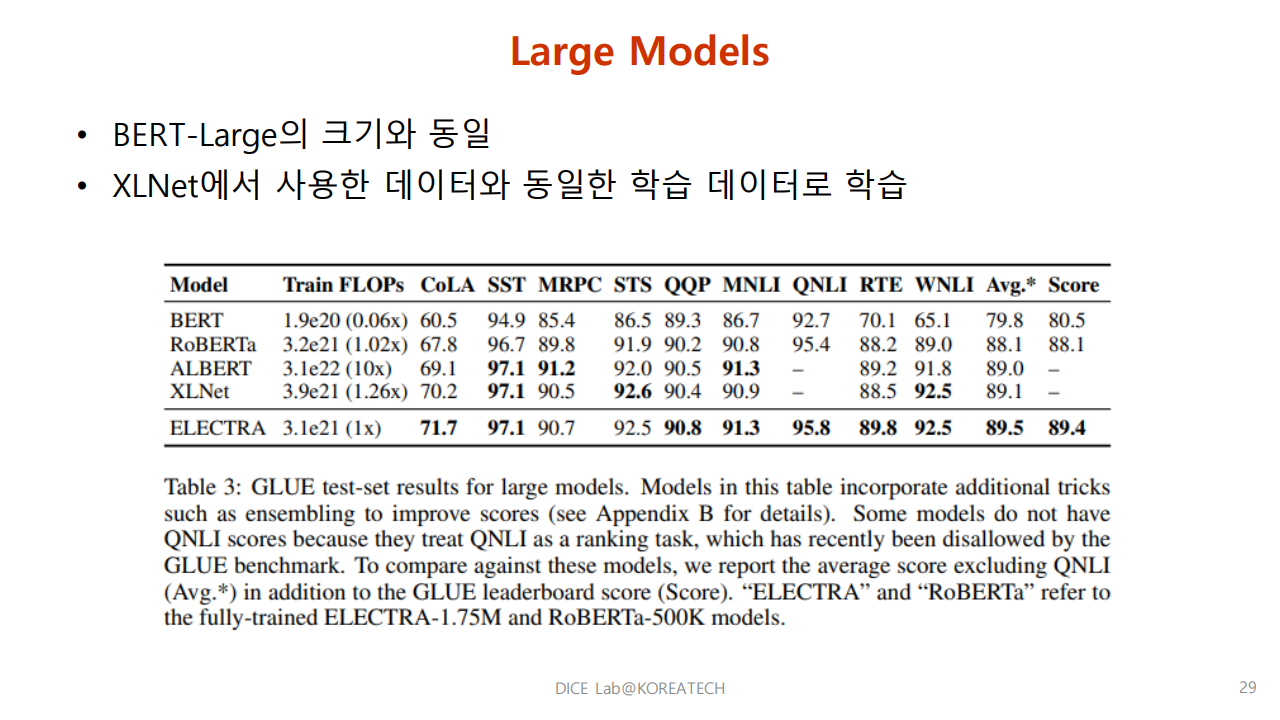 Large Models
• BERT-Large의 크기와 동일
• XLNet에서 사용한 데이터와 동일한 학습 데이터로 학습
Model Train FLOPs CoLA SST MRPC STS QQP MNLI QNLI RTE WNLI Avg.* Score
BERT 1.9e20 (0.06x) 60.5 94.9 85.4 86.5 89.3 86.7 92.7 70.1 65.1 79.8 80.5
RoBERTa 3.2e21 (1.02x) 67.8 96.7 89.8 91.9 90.2 90.8 95.4 88.2 89.0 88.1 88.1
ALBERT 3.1e22 (10x) 69.1 97.1 91.2 92.0 90.5 91.3 – 89.2 91.8 89.0 –
XLNet 3.9e21 (1.26x) 70.2 97.1 90.5 92.6 90.4 90.9 – 88.5 92.5 89.1 –
ELECTRA 3.1e21 (1x) 71.7 97.1 90.7 92.5 90.8 91.3 95.8 89.8 92.5 89.5 89.4
Table 3: GLUE test-set results for large models. Models in this table incorporate additional tricks
such as ensembling to improve scores (see Appendix B for details). Some models do not have
QNLI scores because they treat QNLI as a ranking task, which has recently been disallowed by the
GLUE benchmark. To compare against these models, we report the average score excluding QNLI
(Avg.*) in addition to the GLUE leaderboard score (Score). “ELECTRA” and “RoBERTa” refer to
the fully-trained ELECTRA-1.75M and RoBERTa-500K models.
DICE Lab@KOREATECH
29